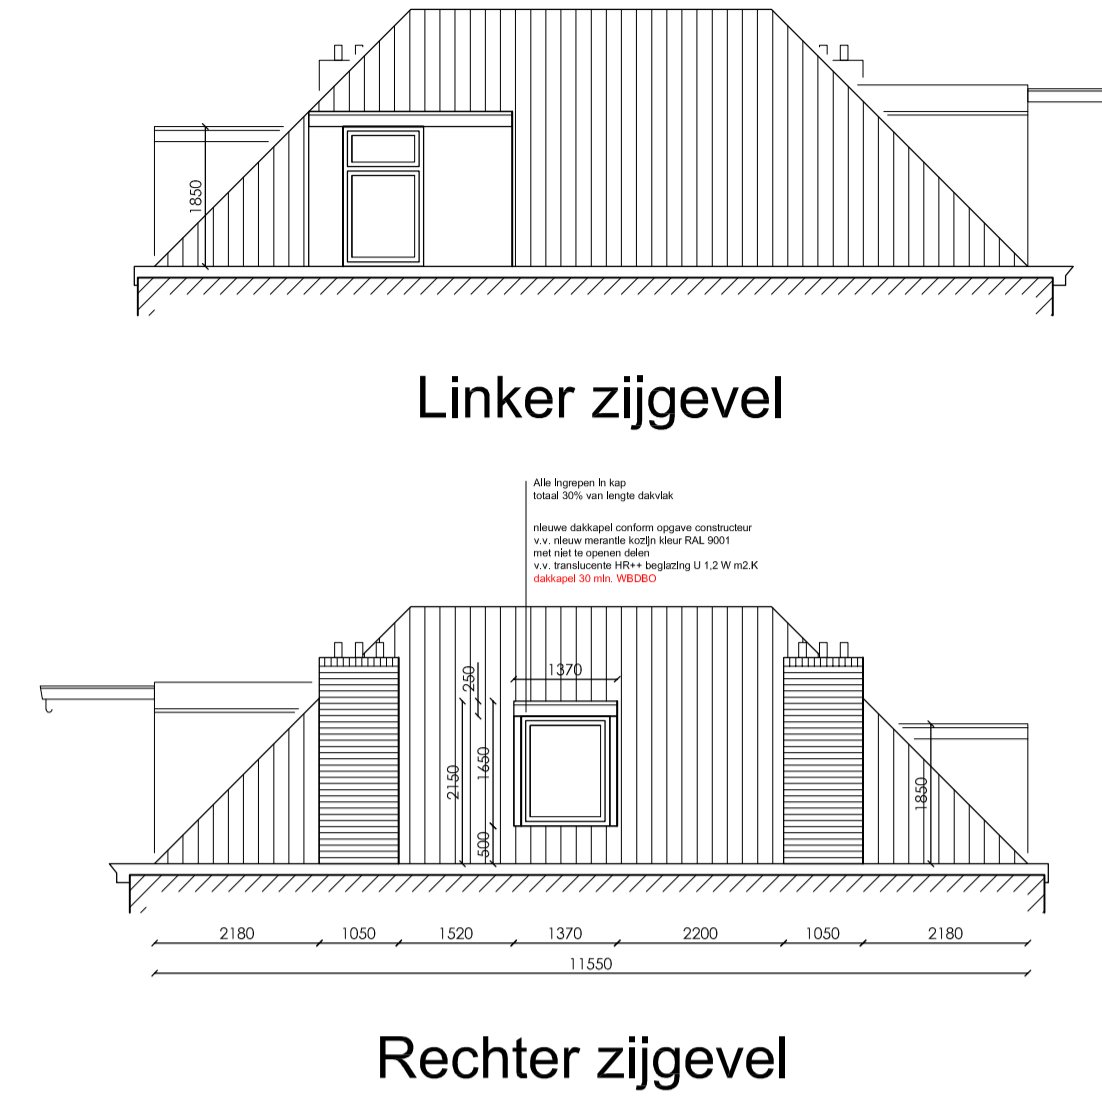 1850
Linker zijgevel
Alle ingrepen in kap
totaal 30% van lengte dakvlak
nieuwe dakkapel conform opgave constructeur
v.v. nieuw merantie kozijn kleur RAL 9001
met niet te openen delen
v.v. translucente HR++ beglazing U 1,2 W m2.K
dakkapel 30 min. WBDBO
1370
250
2150
1650
500
1850
2180 1050 1520 1370 2200 1050 2180
11550
Rechter zijgevel